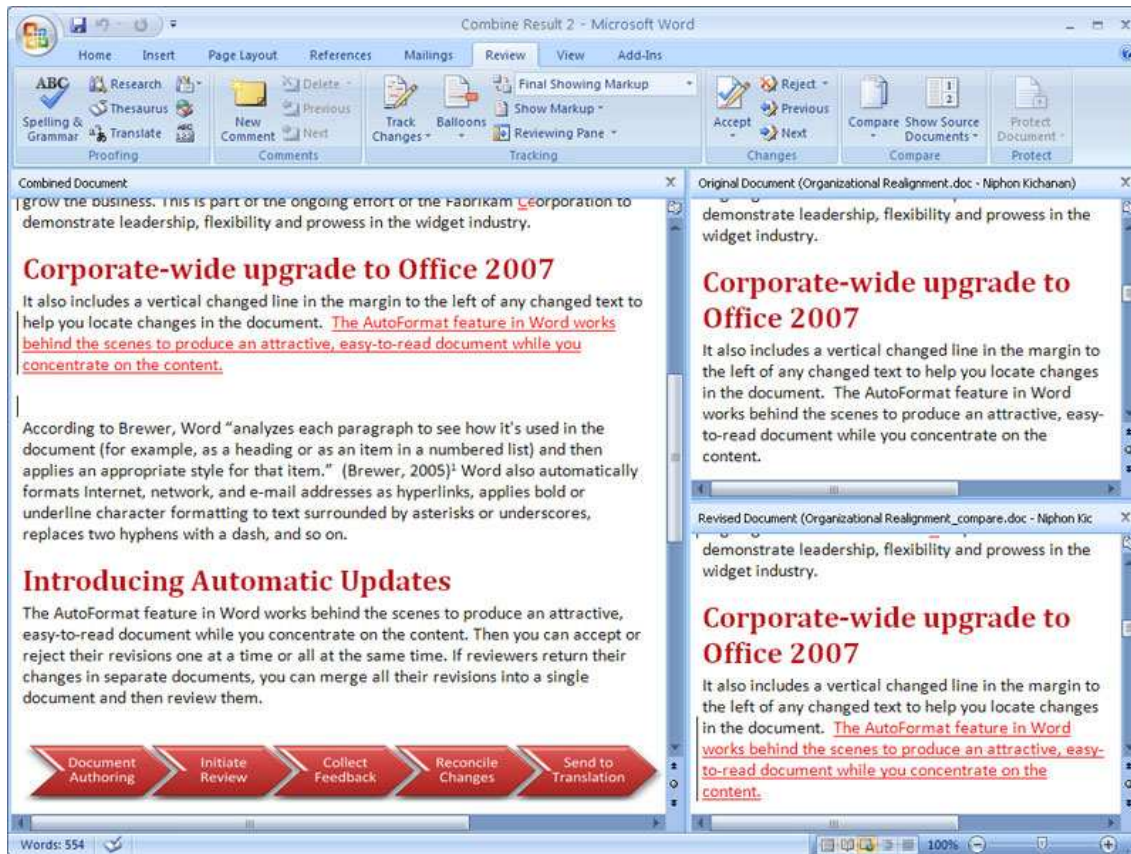 Combine Result 2 - Microsoft Word
Home Insert Page Layout References Mailings Review View Add-Ins
ABC
Spelling & Grammar
Research
Thesaurus
Translate
Proofing
New Comment
Delete
Previous
Next
Comments
Track Changes
Balloons
Final Showing Markup
Show Markup
Reviewing Pane
Tracking
Accept
Reject
Previous
Next
Changes
Compare
Show Source Documents
Compare
Protect Document
Protect
Combined Document
grow the business. This is part of the ongoing effort of the Fabrikam Ccorporation to
demonstrate leadership, flexibility and prowess in the widget industry.
Corporate-wide upgrade to Office 2007
It also includes a vertical changed line in the margin to the left of any changed text to
help you locate changes in the document. The AutoFormat feature in Word works
behind the scenes to produce an attractive, easy-to-read document while you
concentrate on the content.
According to Brewer, Word “analyzes each paragraph to see how it's used in the
document (for example, as a heading or as an item in a numbered list) and then
applies an appropriate style for that item.” (Brewer, 2005)¹ Word also automatically
formats Internet, network, and e-mail addresses as hyperlinks, applies bold or
underline character formatting to text surrounded by asterisks or underscores,
replaces two hyphens with a dash, and so on.
Introducing Automatic Updates
The AutoFormat feature in Word works behind the scenes to produce an attractive,
easy-to-read document while you concentrate on the content. Then you can accept or
reject their revisions one at a time or all at the same time. If reviewers return their
changes in separate documents, you can merge all their revisions into a single
document and then review them.
Document Authoring
Initiate Review
Collect Feedback
Reconcile Changes
Send to Translation
Original Document (Organizational Realignment.doc - Niphon Kichanan)
demonstrate leadership, flexibility and prowess in the
widget industry.
Corporate-wide upgrade to
Office 2007
It also includes a vertical changed line in the margin to
the left of any changed text to help you locate changes
in the document. The AutoFormat feature in Word
works behind the scenes to produce an attractive, easy-
to-read document while you concentrate on the
content.
Revised Document (Organizational Realignment_compare.doc - Niphon Kic
demonstrate leadership, flexibility and prowess in the
widget industry.
Corporate-wide upgrade to
Office 2007
It also includes a vertical changed line in the margin to
the left of any changed text to help you locate changes
in the document. The AutoFormat feature in Word
works behind the scenes to produce an attractive, easy-
to-read document while you concentrate on the
content.
Words: 554
100%